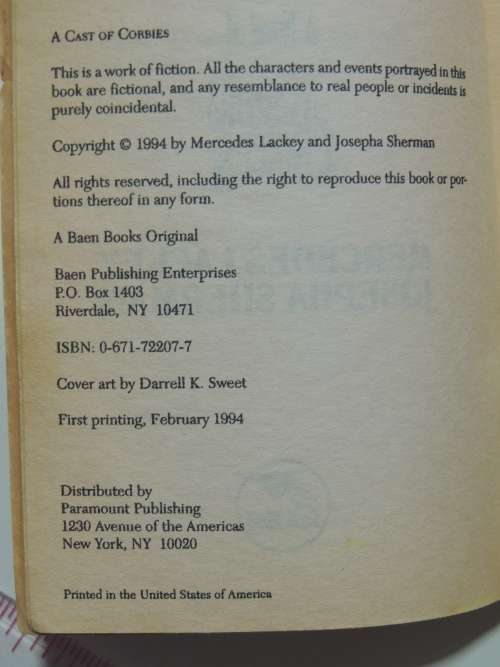 A Cast of Corbies
This is a work of fiction. All the characters and events portrayed in this
book are fictional, and any resemblance to real people or incidents is
purely coincidental.
Copyright © 1994 by Mercedes Lackey and Josepha Sherman
All rights reserved, including the right to reproduce this book or por-
tions thereof in any form.
A Baen Books Original
Baen Publishing Enterprises
P.O. Box 1403
Riverdale, NY 10471
ISBN: 0-671-72207-7
Cover art by Darrell K. Sweet
First printing, February 1994
Distributed by
Paramount Publishing
1230 Avenue of the Americas
New York, NY 10020
Printed in the United States of America